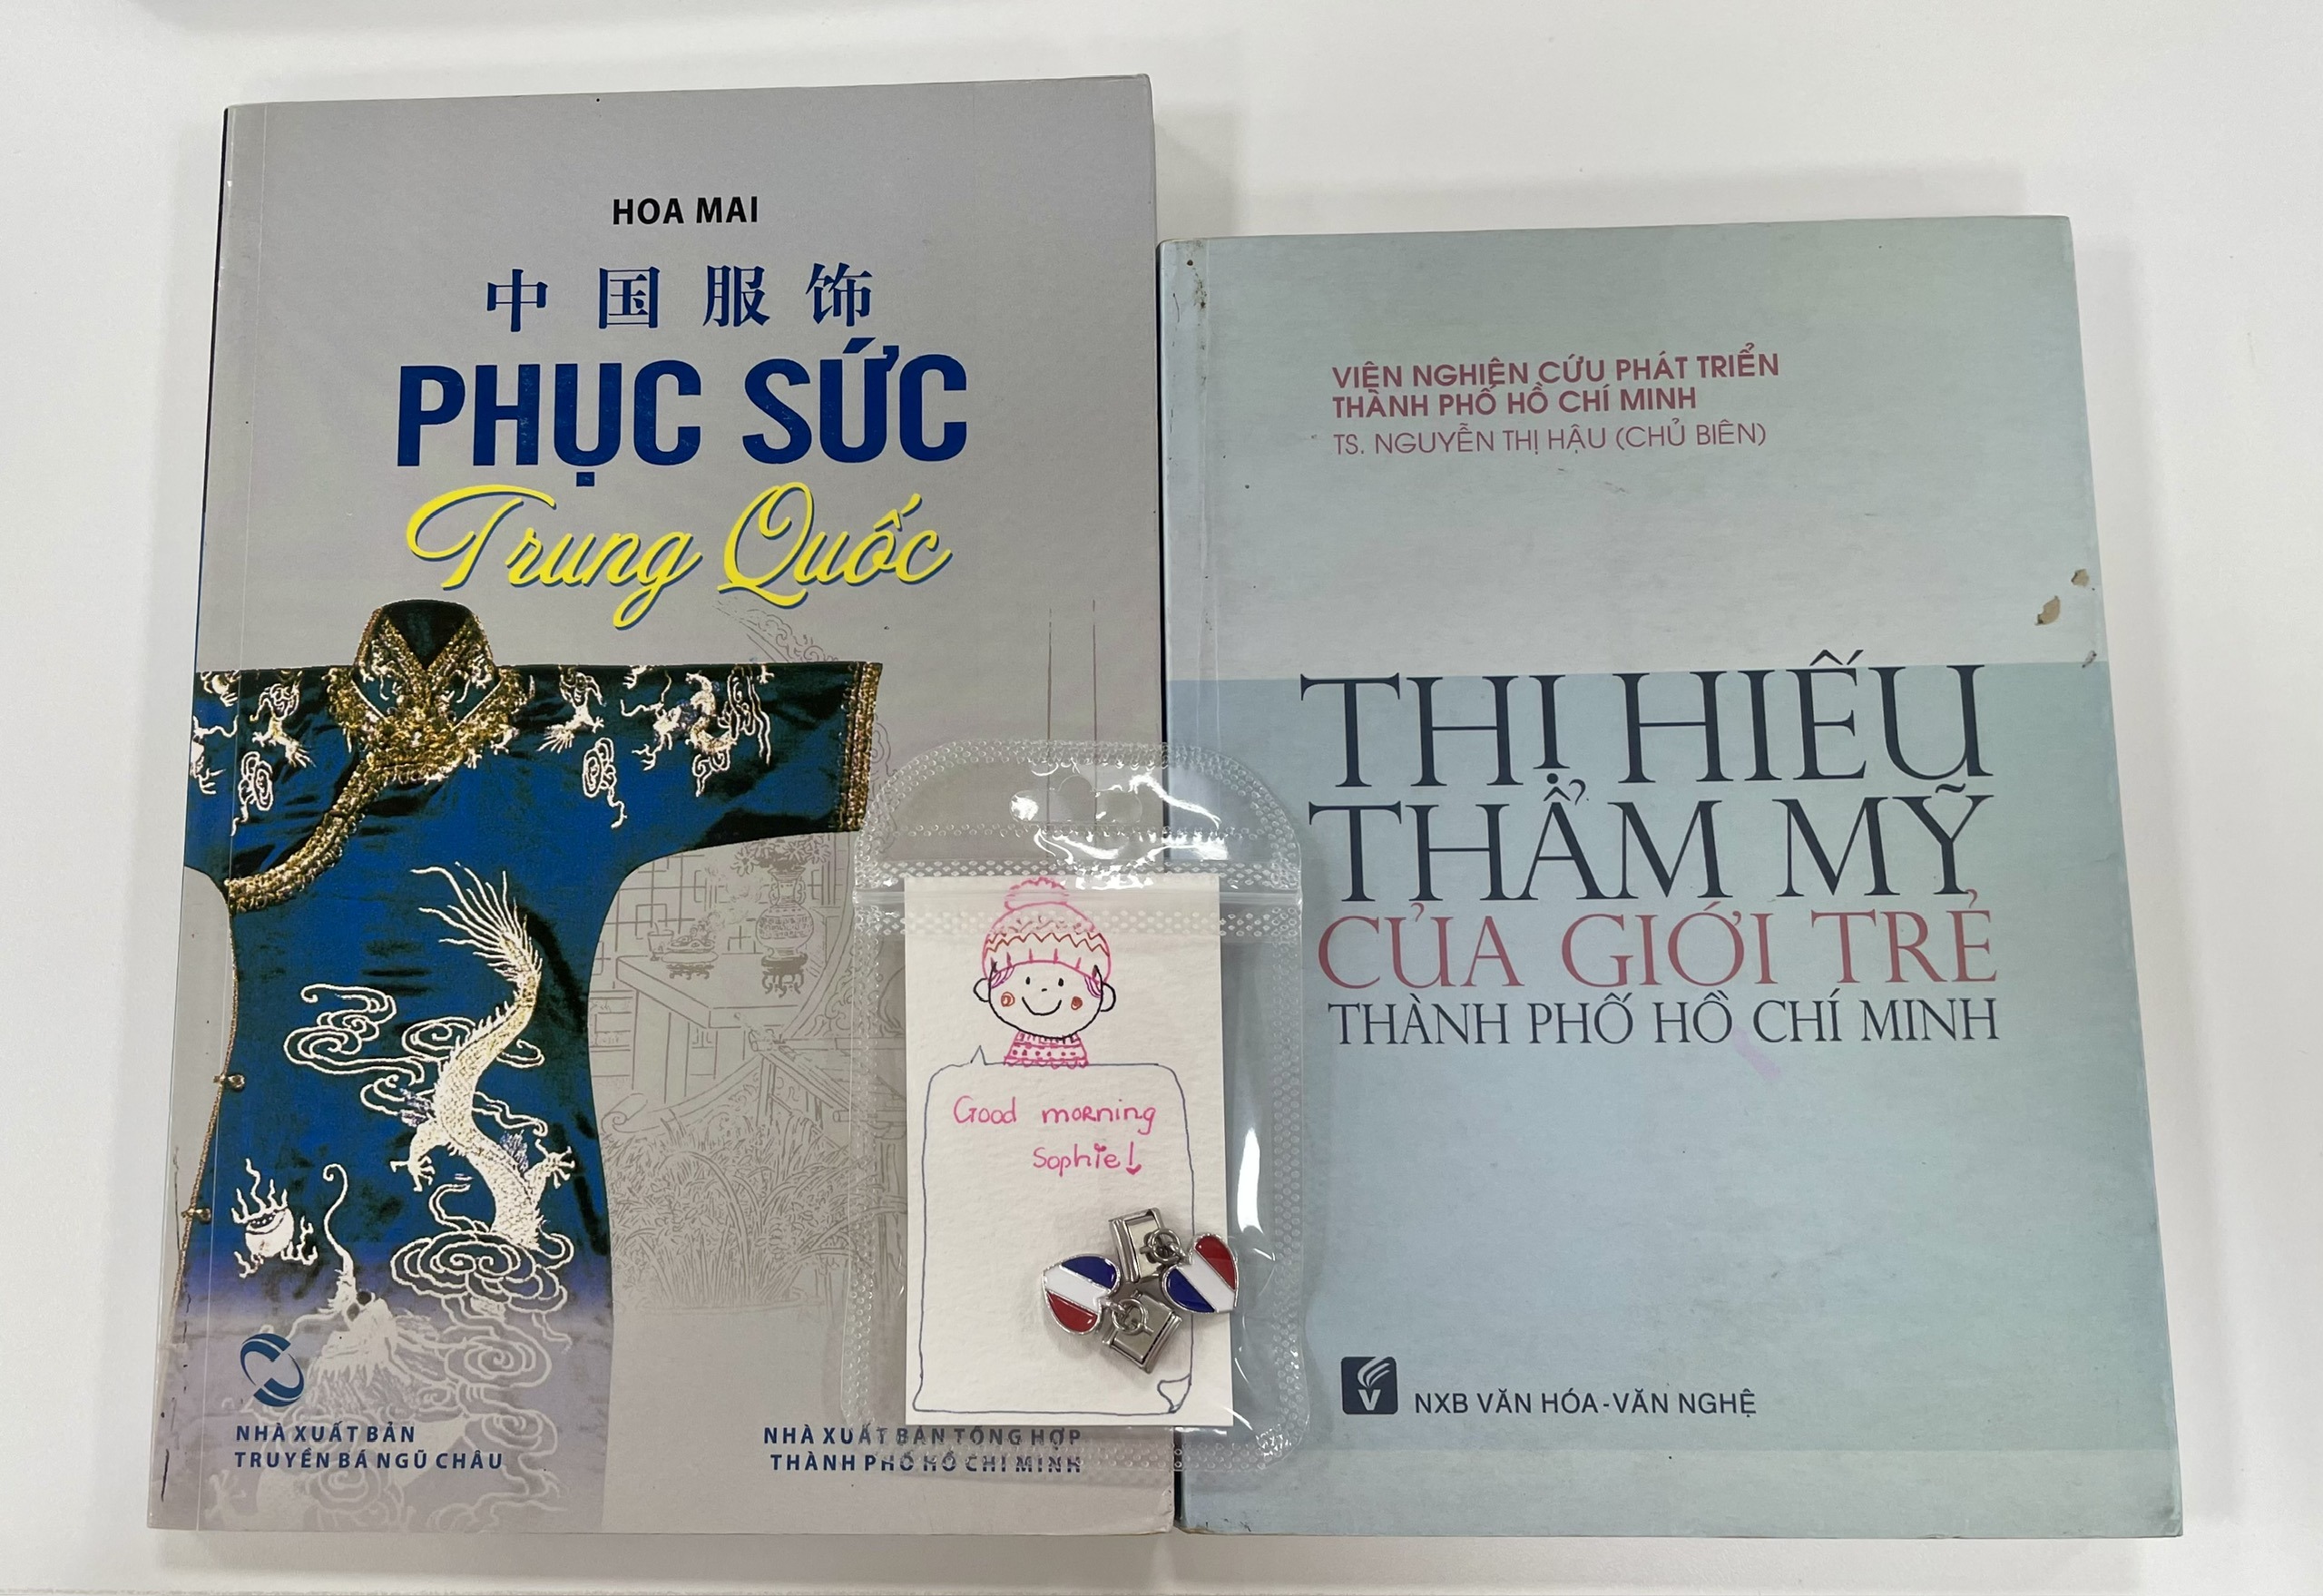 HOA MAI
中国服饰
PHỤC SỨC
Trung Quốc
NHÀ XUẤT BẢN
TRUYỀN BÁ NGŨ CHÂU
NHÀ XUẤT BẢN TỔNG HỢP
THÀNH PHỐ HỒ CHÍ MINH
Good morning
Sophie!
VIỆN NGHIÊN CỨU PHÁT TRIỂN
THÀNH PHỐ HỒ CHÍ MINH
TS. NGUYỄN THỊ HẬU (CHỦ BIÊN)
THỊ HIẾU
THẨM MỸ
CỦA GIỚI TRẺ
THÀNH PHỐ HỒ CHÍ MINH
V
NXB VĂN HÓA-VĂN NGHỆ